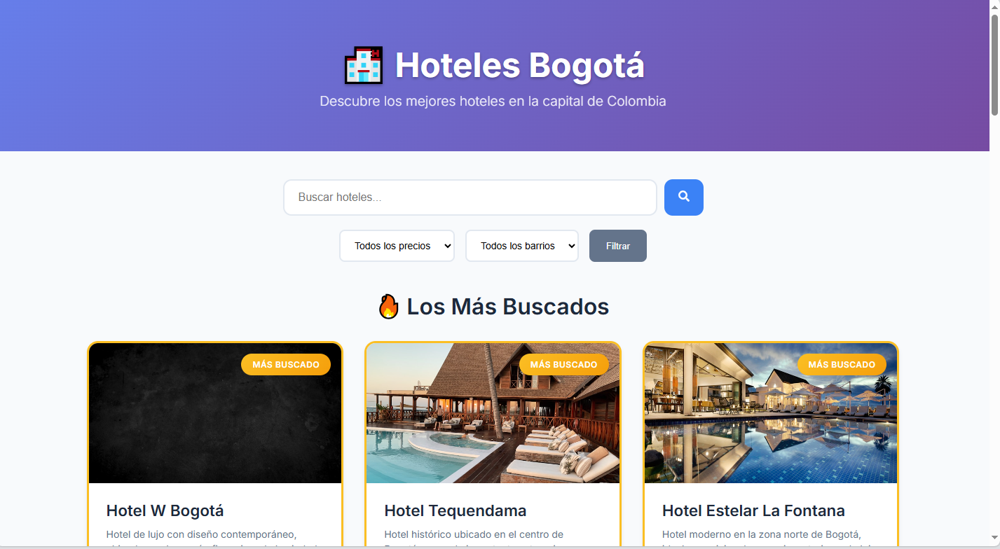 Hoteles Bogotá
Descubre los mejores hoteles en la capital de Colombia
Buscar hoteles...
Todos los precios
Todos los barrios
Filtrar
Los Más Buscados
MÁS BUSCADO
MÁS BUSCADO
MÁS BUSCADO
Hotel W Bogotá
Hotel Tequendama
Hotel Estelar La Fontana
Hotel de lujo con diseño contemporáneo,
Hotel histórico ubicado en el centro de
Hotel moderno en la zona norte de Bogotá,